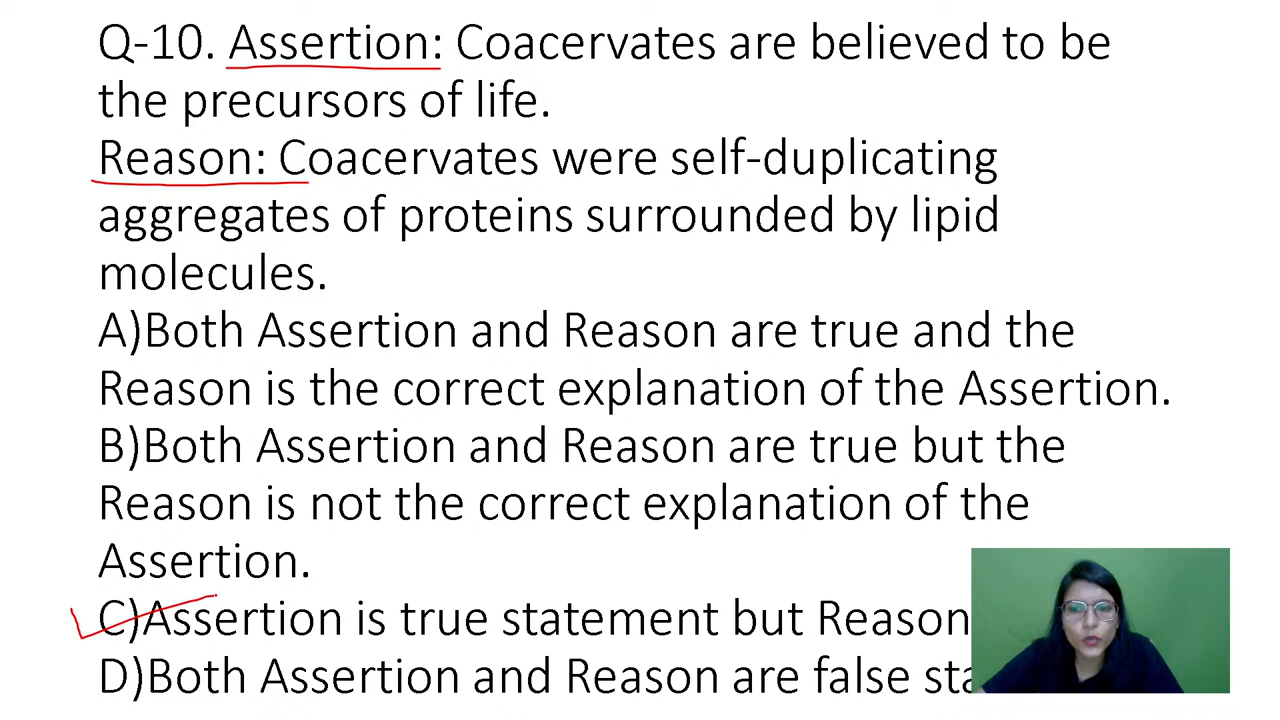 Q-10. Assertion: Coacervates are believed to be
the precursors of life.
Reason: Coacervates were self-duplicating
aggregates of proteins surrounded by lipid
molecules.
A)Both Assertion and Reason are true and the
Reason is the correct explanation of the Assertion.
B)Both Assertion and Reason are true but the
Reason is not the correct explanation of the
Assertion.
C)Assertion is true statement but Reason
D)Both Assertion and Reason are false